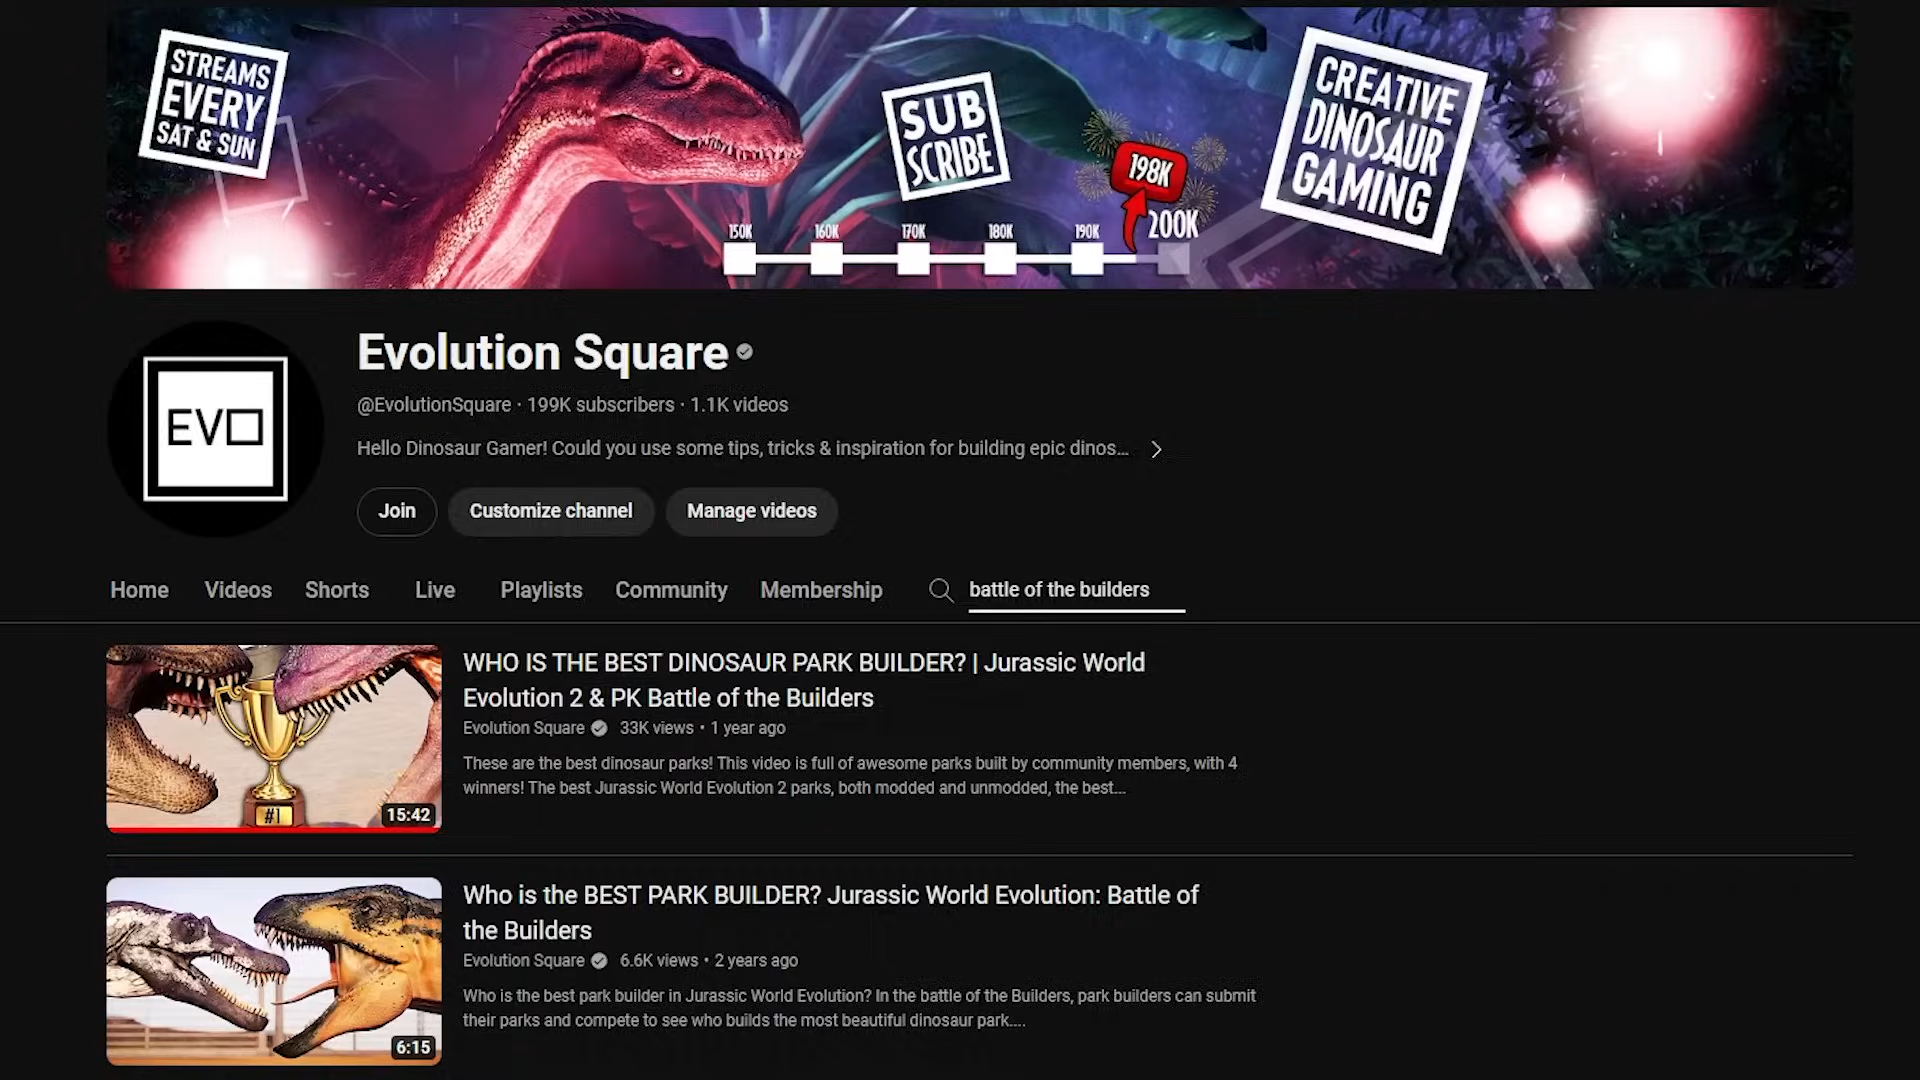 STREAMS
EVERY
SAT & SUN
SUB
SCRIBE
198K
150K
160K
170K
180K
190K
200K
CREATIVE
DINOSAUR
GAMING
EVO
Evolution Square
@EvolutionSquare · 199K subscribers · 1.1K videos
Hello Dinosaur Gamer! Could you use some tips, tricks & inspiration for building epic dinos...
Join
Customize channel
Manage videos
Home
Videos
Shorts
Live
Playlists
Community
Membership
battle of the builders
WHO IS THE BEST DINOSAUR PARK BUILDER? | Jurassic World
Evolution 2 & PK Battle of the Builders
Evolution Square 33K views • 1 year ago
These are the best dinosaur parks! This video is full of awesome parks built by community members, with 4
winners! The best Jurassic World Evolution 2 parks, both modded and unmodded, the best...
#1
15:42
Who is the BEST PARK BUILDER? Jurassic World Evolution: Battle of
the Builders
Evolution Square 6.6K views • 2 years ago
Who is the best park builder in Jurassic World Evolution? In the battle of the Builders, park builders can submit
their parks and compete to see who builds the most beautiful dinosaur park....
6:15